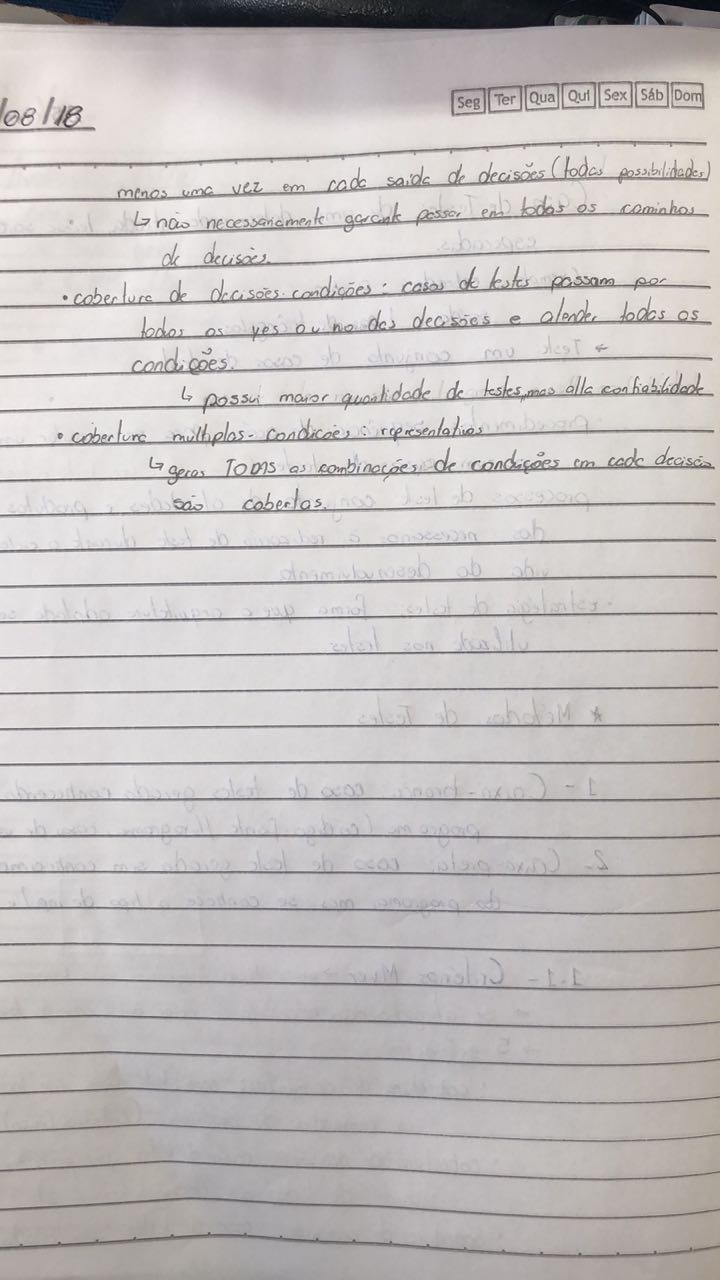 /08/18
Seg Ter Qua Qui Sex Sáb Dom
menos uma vez em cada saída de decisões (todas possibilidades)
↳ não necessariamente garante passar em todos os caminhos
de decisões.
• cobertura de decisões-condições: casos de testes passam por
todos os yes ou no das decisões e atender todas as
condições.
↳ possui maior quantidade de testes, mas alta confiabilidade
• cobertura multiplas-condições: representativos
↳ geras TODAS as combinações de condições em cada decisão
são cobertas.